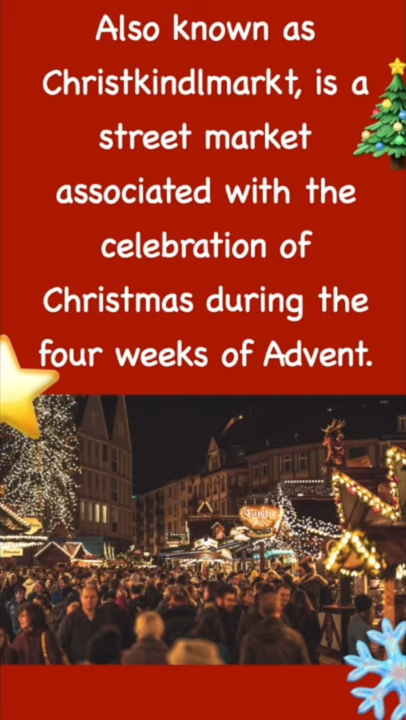 Also known as
Christkindlmarkt, is a
street market
associated with the
celebration of
Christmas during the
four weeks of Advent.